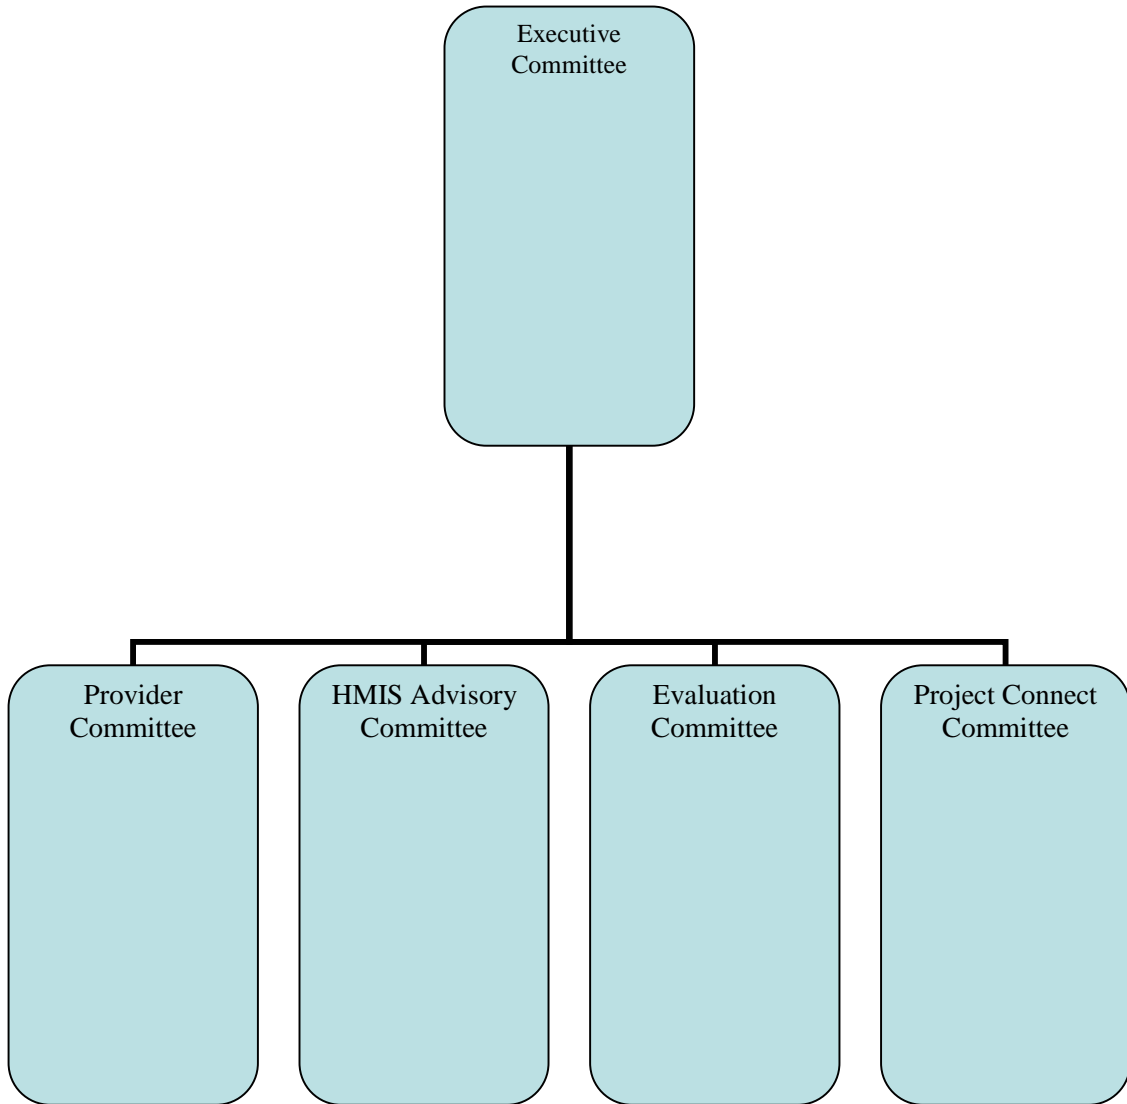 Executive
Committee
Provider
Committee
HMIS Advisory
Committee
Evaluation
Committee
Project Connect
Committee